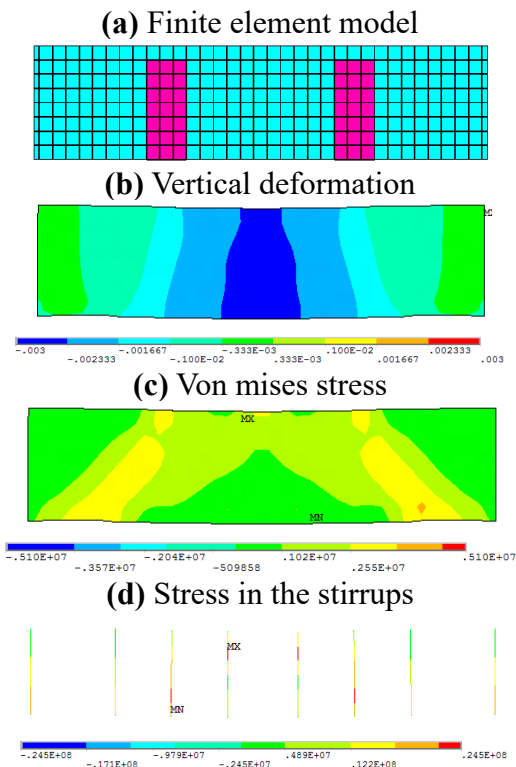 (a) Finite element model
(b) Vertical deformation
-.003 -.001667 -.333E-03 .100E-02 .002333
-.002333 -.100E-02 .333E-03 .001667 .003
(c) Von mises stress
MX
MN
-.510E+07 -.204E+07 .102E+07 .510E+07
-.357E+07 -509858 .255E+07
(d) Stress in the stirrups
MX
MN
-.245E+08 -.979E+07 .489E+07 .245E+08
-.171E+08 -.245E+07 .122E+08